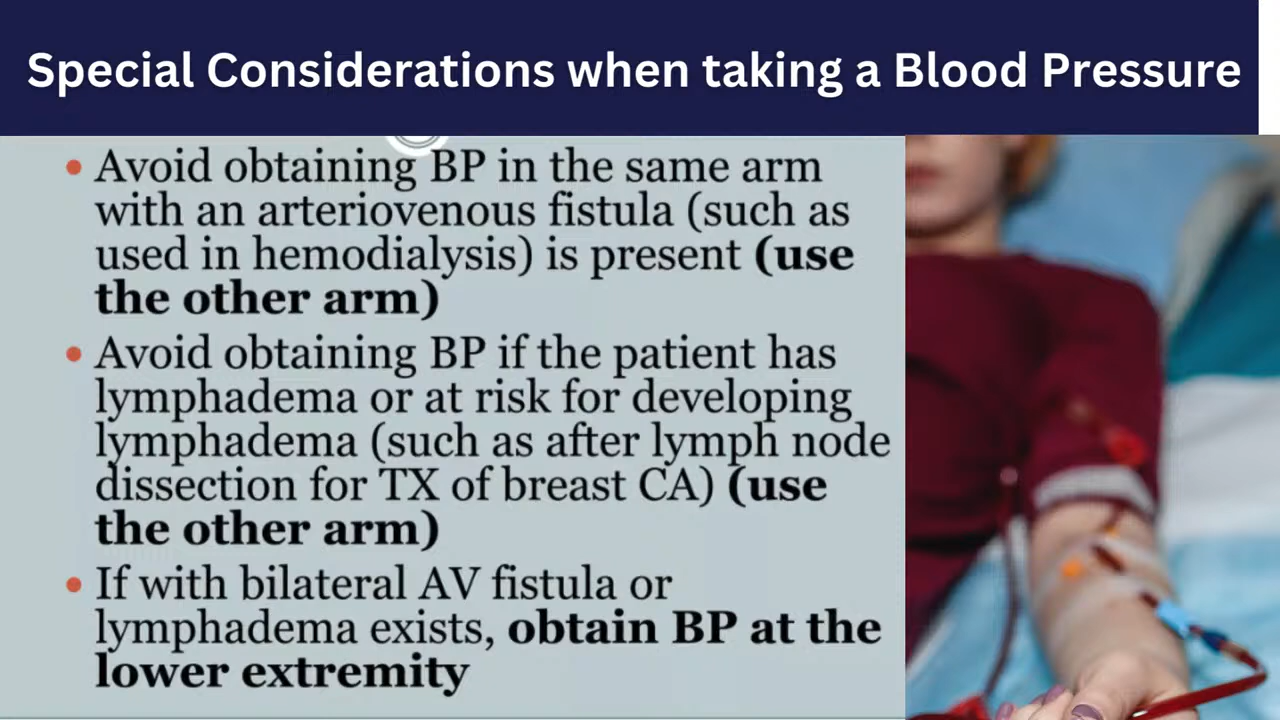 Special Considerations when taking a Blood Pressure
• Avoid obtaining BP in the same arm
with an arteriovenous fistula (such as
used in hemodialysis) is present (use
the other arm)
• Avoid obtaining BP if the patient has
lymphadema or at risk for developing
lymphadema (such as after lymph node
dissection for TX of breast CA) (use
the other arm)
• If with bilateral AV fistula or
lymphadema exists, obtain BP at the
lower extremity